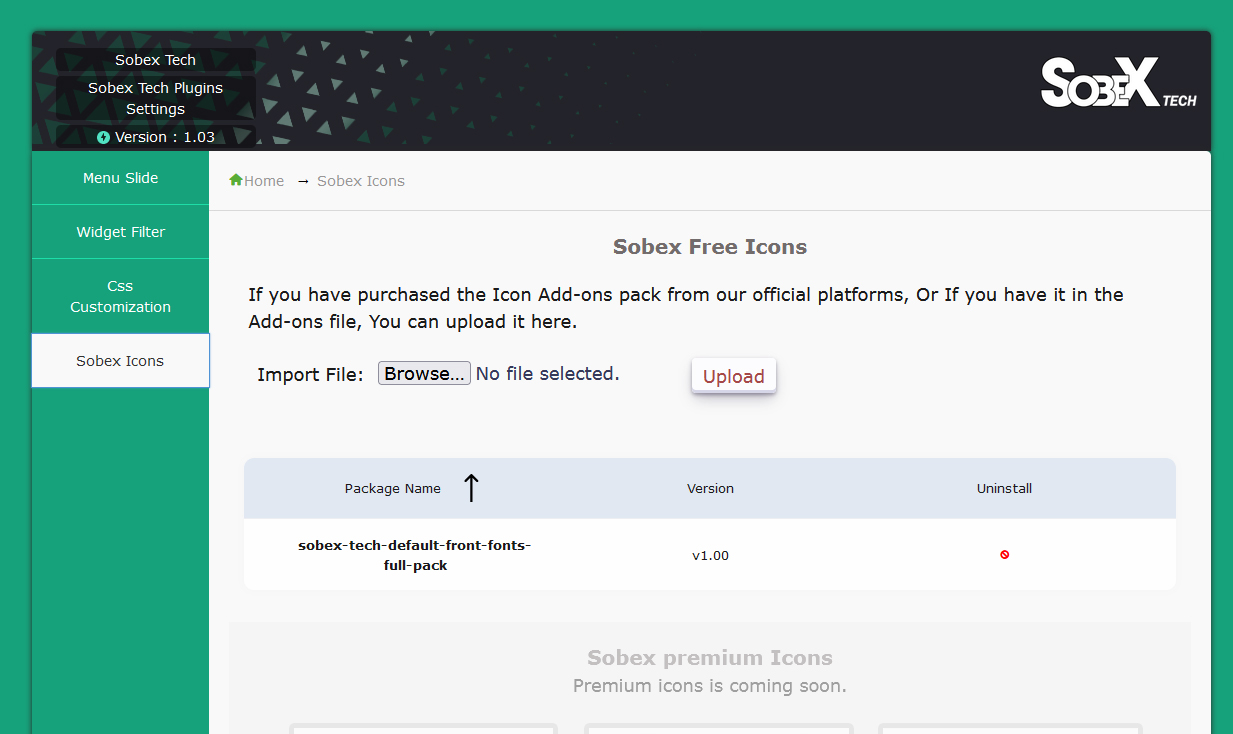 Sobex Tech
Sobex Tech Plugins
Settings
Version : 1.03
SOBEX TECH
Menu Slide
Widget Filter
Css
Customization
Sobex Icons
Home → Sobex Icons
Sobex Free Icons
If you have purchased the Icon Add-ons pack from our official platforms, Or If you have it in the
Add-ons file, You can upload it here.
Import File: Browse... No file selected. Upload
Package Name ↑ Version Uninstall
sobex-tech-default-front-fonts-
full-pack
v1.00
Sobex premium Icons
Premium icons is coming soon.